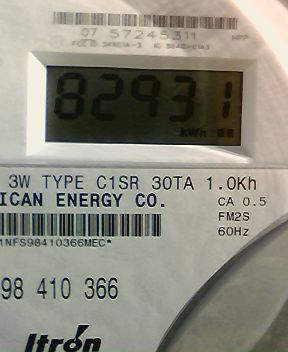 07 57245311
82931
kWh
3W TYPE C1SR 30TA 1.0Kh
ICAN ENERGY CO.
CA 0.5
FM2S
60Hz
1NFS98410366MEC*
98 410 366
Itrón